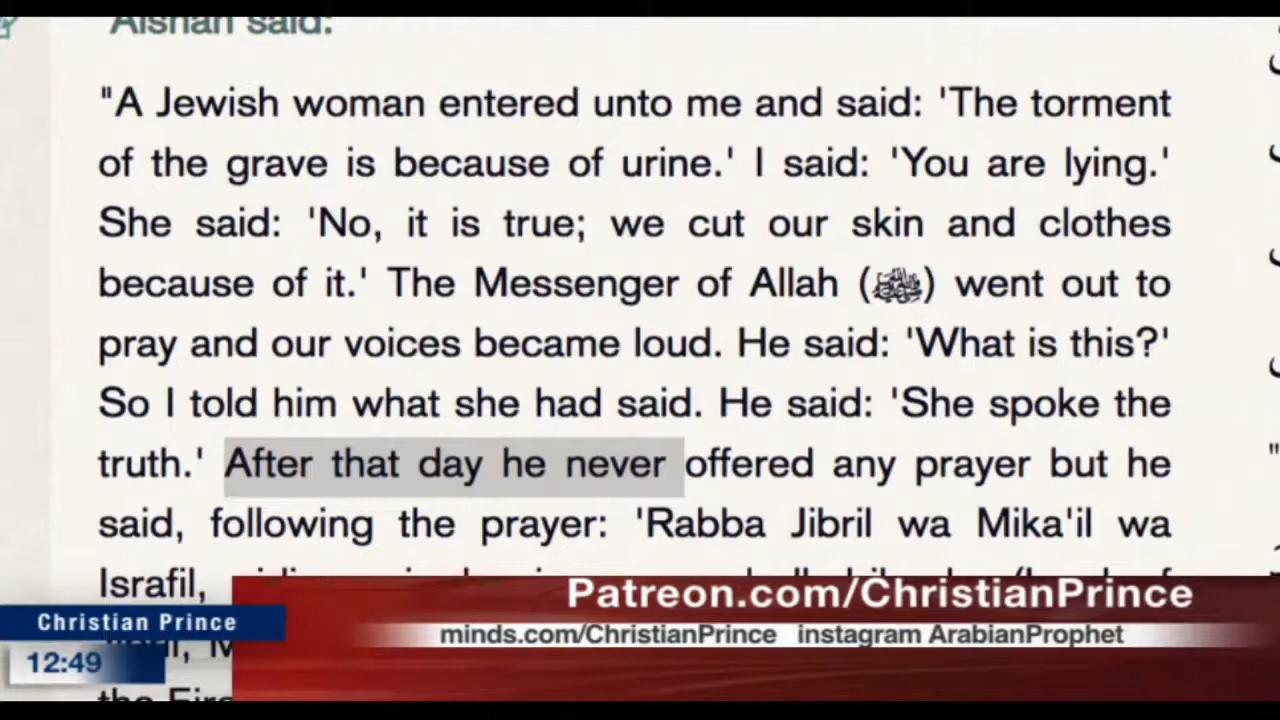 Aishah said:
"A Jewish woman entered unto me and said: 'The torment
of the grave is because of urine.' I said: 'You are lying.'
She said: 'No, it is true; we cut our skin and clothes
because of it.' The Messenger of Allah (ﷺ) went out to
pray and our voices became loud. He said: 'What is this?'
So I told him what she had said. He said: 'She spoke the
truth.' After that day he never offered any prayer but he
said, following the prayer: 'Rabba Jibril wa Mika'il wa
Israfil,
Patreon.com/ChristianPrince
Christian Prince
minds.com/ChristianPrince instagram ArabianProphet
12:49